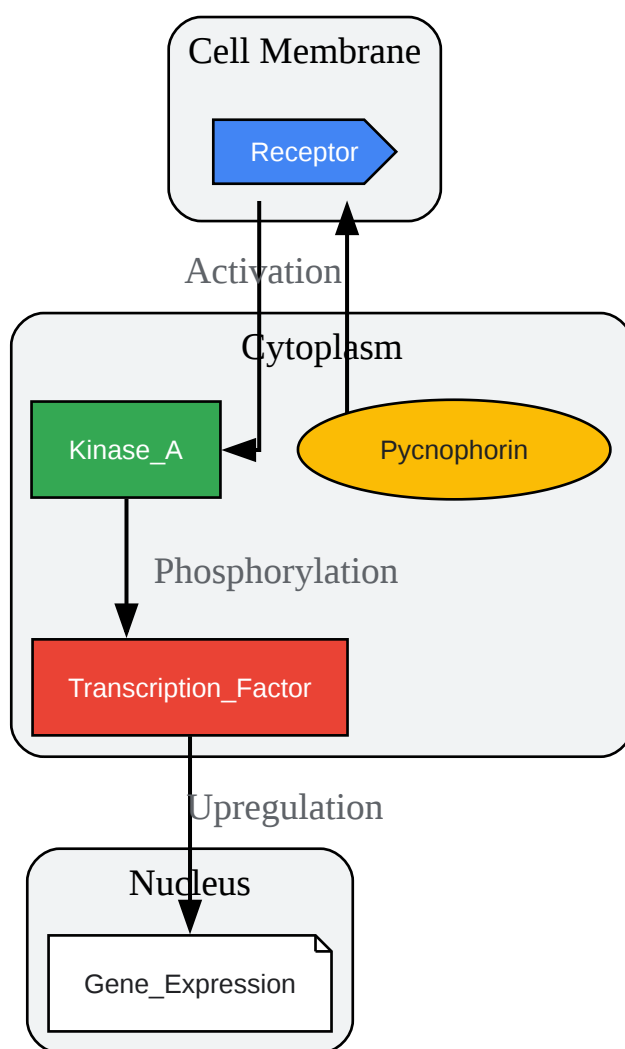 Cell Membrane
Receptor
Activation
Cytoplasm
Kinase_A
Pycnophorin
Phosphorylation
Transcription_Factor
Upregulation
Nucleus
Gene_Expression